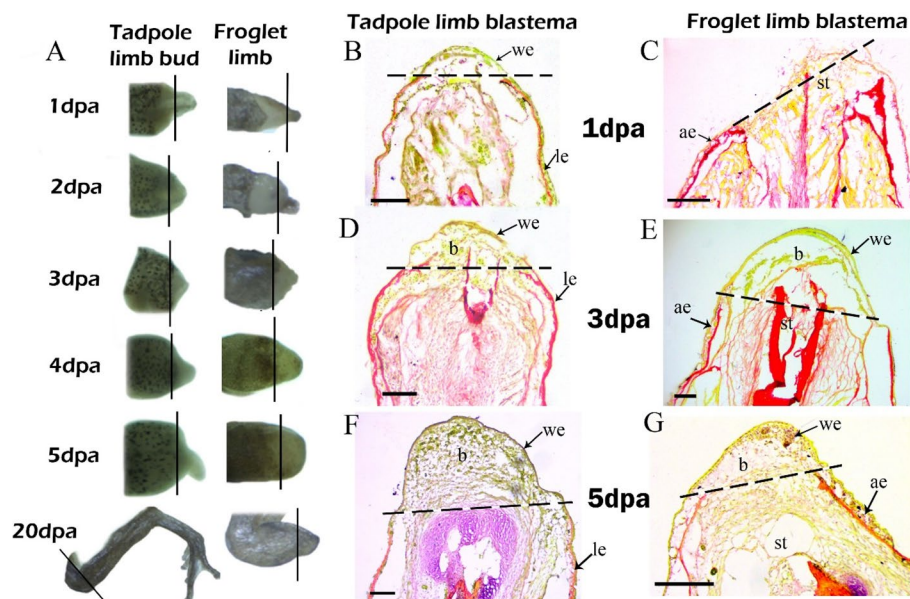 A
Tadpole
limb bud
Froglet
limb
1dpa
2dpa
3dpa
4dpa
5dpa
20dpa
Tadpole limb blastema
B
we
le
D
we
b
le
F
we
b
le
1dpa
3dpa
5dpa
Froglet limb blastema
C
st
ae
E
we
b
ae
st
G
we
b
ae
st